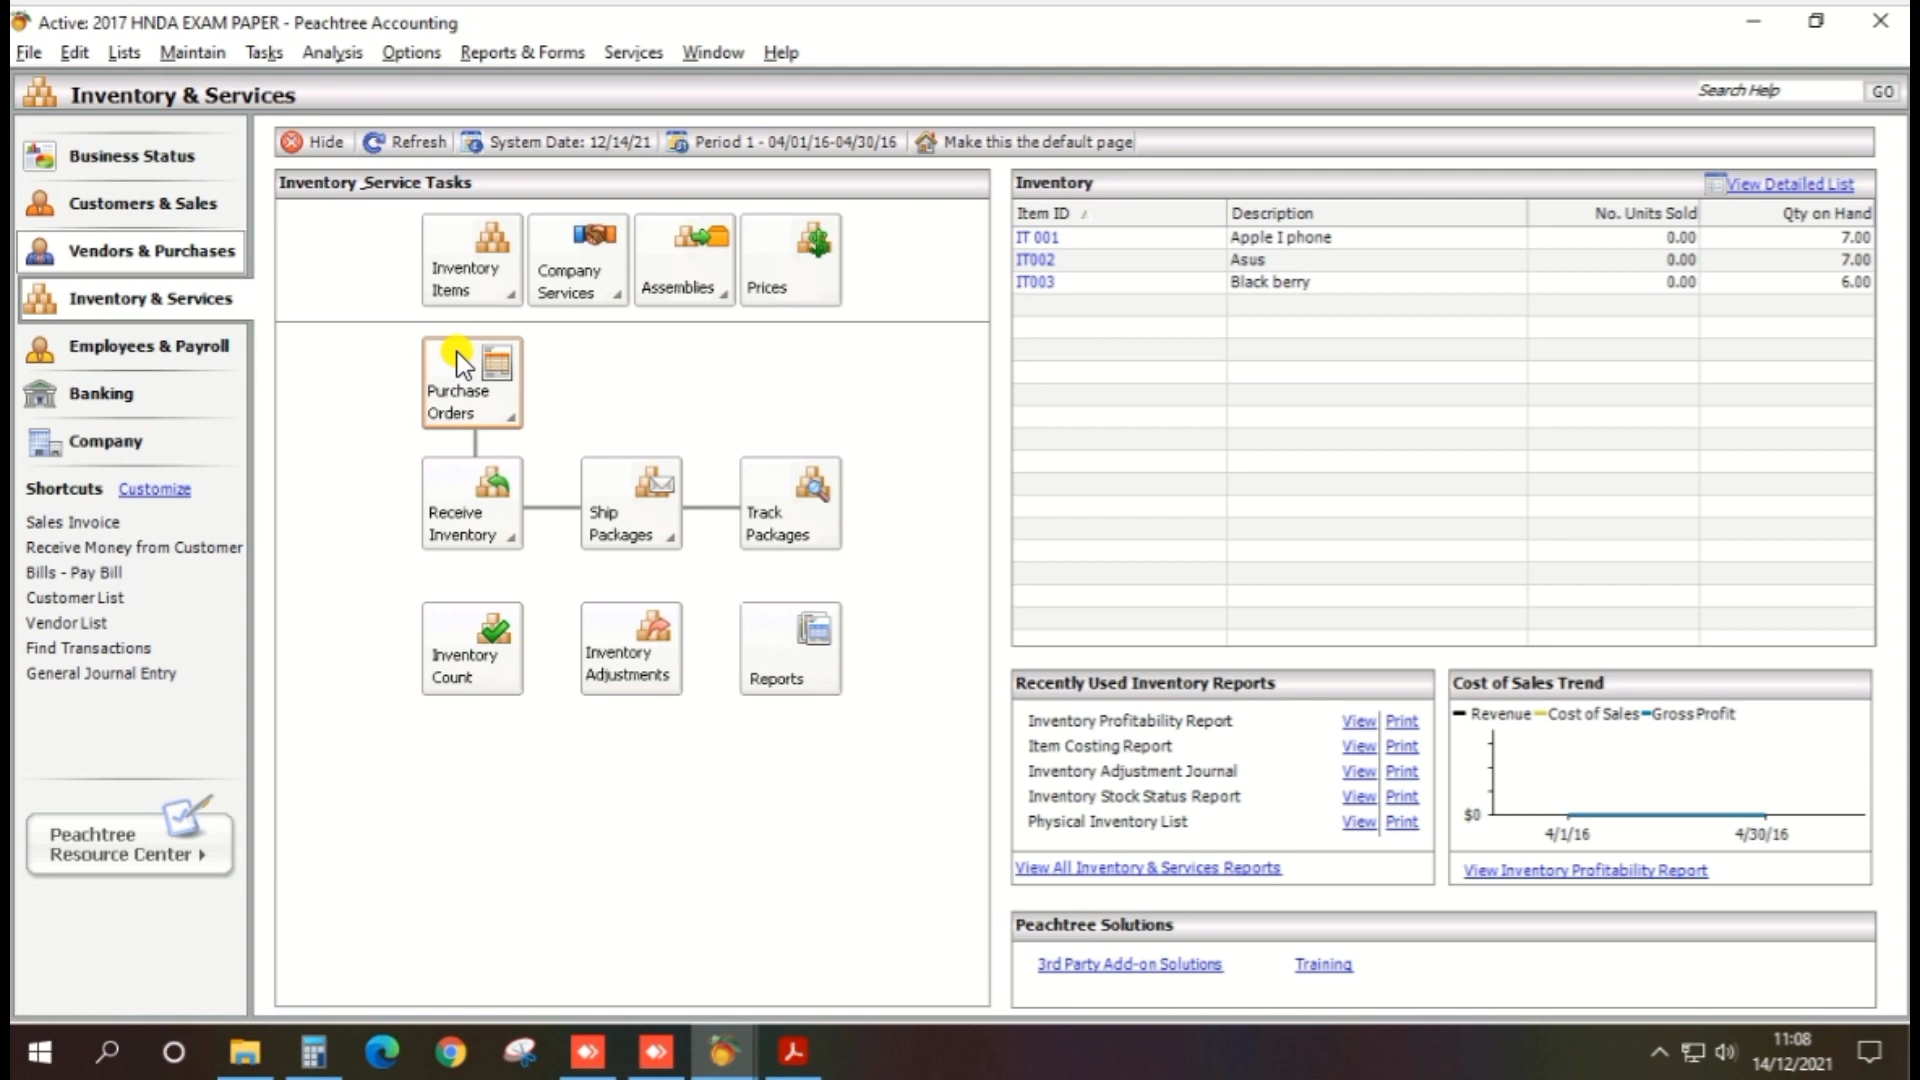 Active: 2017 HNDA EXAM PAPER - Peachtree Accounting
File Edit Lists Maintain Tasks Analysis Options Reports & Forms Services Window Help
Inventory & Services
Search Help GO
Business Status
Customers & Sales
Vendors & Purchases
Inventory & Services
Employees & Payroll
Banking
Company
Shortcuts Customize
Sales Invoice
Receive Money from Customer
Bills - Pay Bill
Customer List
Vendor List
Find Transactions
General Journal Entry
Peachtree
Resource Center
Hide Refresh System Date: 12/14/21 Period 1 - 04/01/16-04/30/16 Make this the default page
Inventory _Service Tasks
Inventory
Items
Company
Services
Assemblies
Prices
Purchase
Orders
Receive
Inventory
Ship
Packages
Track
Packages
Inventory
Count
Inventory
Adjustments
Reports
Inventory View Detailed List
Item ID Description No. Units Sold Qty on Hand
IT 001 Apple I phone 0.00 7.00
IT002 Asus 0.00 7.00
IT003 Black berry 0.00 6.00
Recently Used Inventory Reports
Inventory Profitability Report View Print
Item Costing Report View Print
Inventory Adjustment Journal View Print
Inventory Stock Status Report View Print
Physical Inventory List View Print
View All Inventory & Services Reports
Cost of Sales Trend
Revenue Cost of Sales Gross Profit
$0
4/1/16 4/30/16
View Inventory Profitability Report
Peachtree Solutions
3rd Party Add-on Solutions Training
11:08
14/12/2021